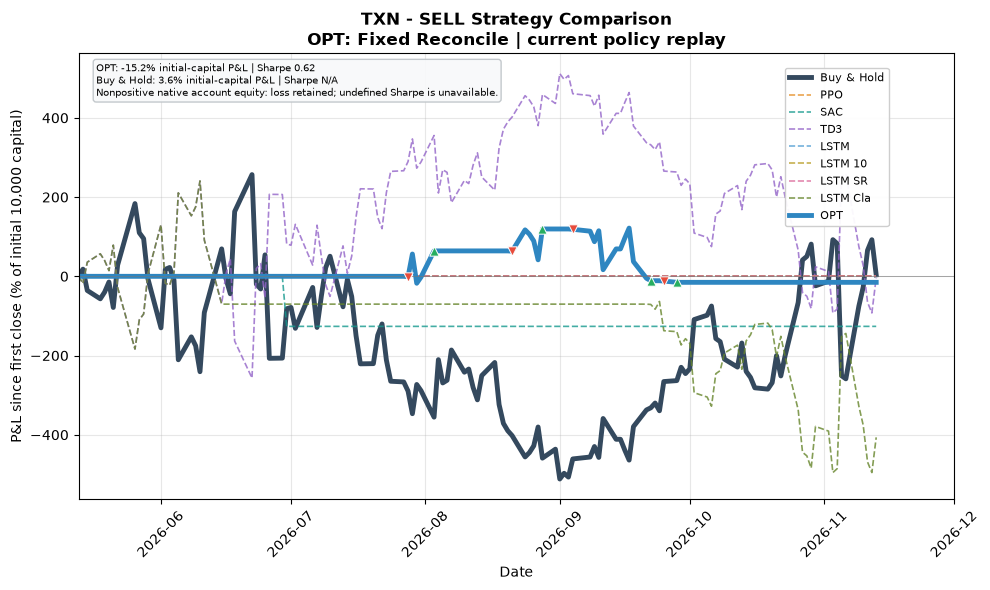 TXN - SELL Strategy Comparison
OPT: Fixed Reconcile | current policy replay
OPT: -15.2% initial-capital P&L | Sharpe 0.62
Buy & Hold: 3.6% initial-capital P&L | Sharpe N/A
Nonpositive native account equity: loss retained; undefined Sharpe is unavailable.
Buy & Hold
PPO
SAC
TD3
LSTM
LSTM 10
LSTM SR
LSTM Cla
OPT
P&L since first close (% of initial 10,000 capital)
400
200
0
−200
−400
2026-06
2026-07
2026-08
2026-09
2026-10
2026-11
2026-12
Date